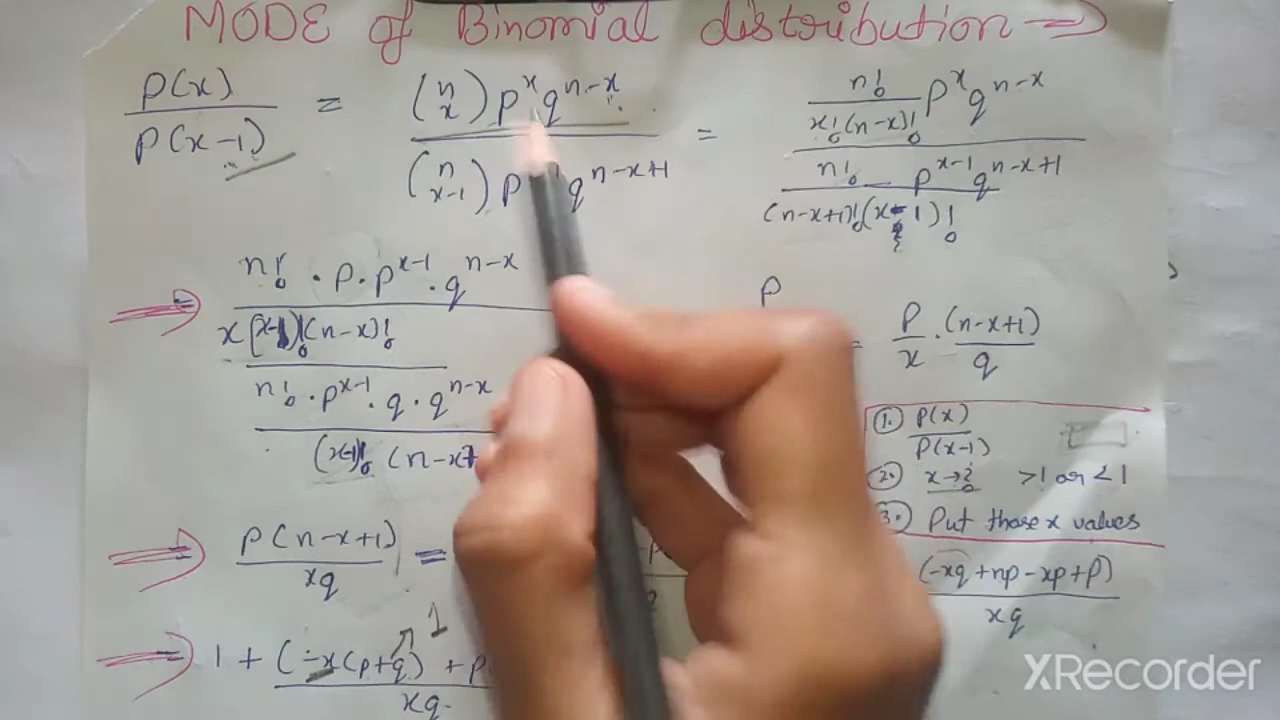 MODE of Binomial distribution →
P(x) / P(x-1) = (n x) p^x q^(n-x) / (n x-1) p q^(n-x+1) = n! / x!(n-x)! p^x q^(n-x) / n! / (n-x+1)!(x-1)! p^(x-1) q^(n-x+1)
⇒ n! · p · p^(x-1) · q^(n-x) / x(x-1)!(n-x)!
n! · p^(x-1) · q · q^(n-x) / (x-1)! (n-x+
p
= p/x · (n-x+1)/q
1. P(x) / P(x-1)
2. x→? >1 or <1
3. Put those x values
⇒ p(n-x+1) / xq =
(-xq+np-xp+p) / xq
⇒ 1 + (-x(p+q) + p / xq
1
XRecorder